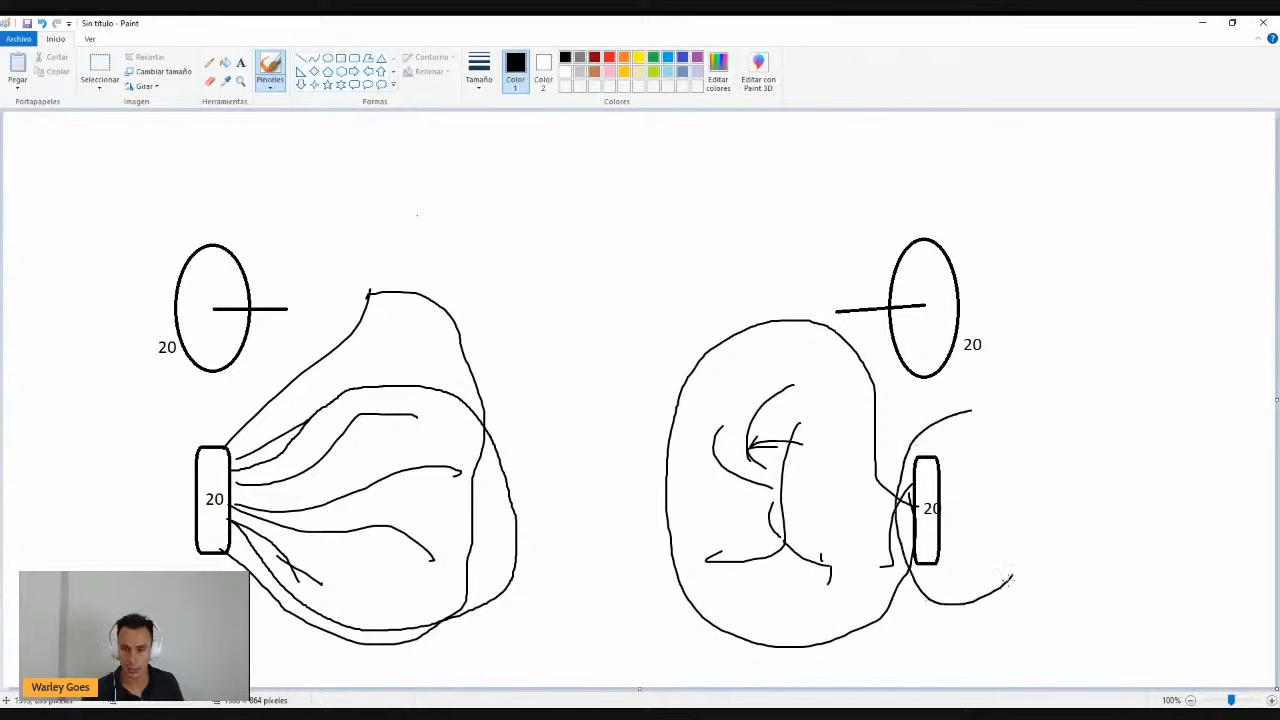 Sin título - Paint
Archivo Inicio Ver
Pegar
Cortar
Copiar
Portapapeles
Seleccionar
Recortar
Cambiar tamaño
Girar
Imagen
A
Herramientas
Pinceles
Contorno
Rellenar
Formas
Tamaño
Color 1
Color 2
Editar colores
Editar con Paint 3D
Colores
20
20
20
20
Warley Goes
100%